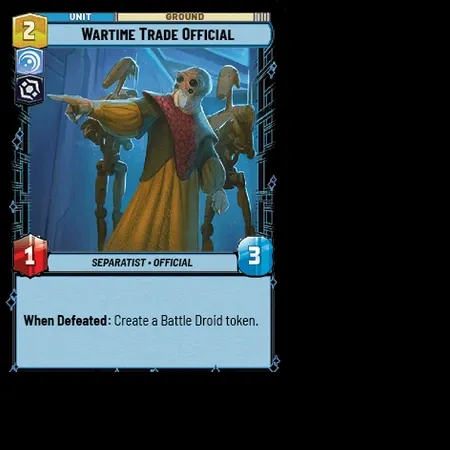 UNIT GROUND
2 WARTIME TRADE OFFICIAL
1 SEPARATIST • OFFICIAL 3
When Defeated: Create a Battle Droid token.